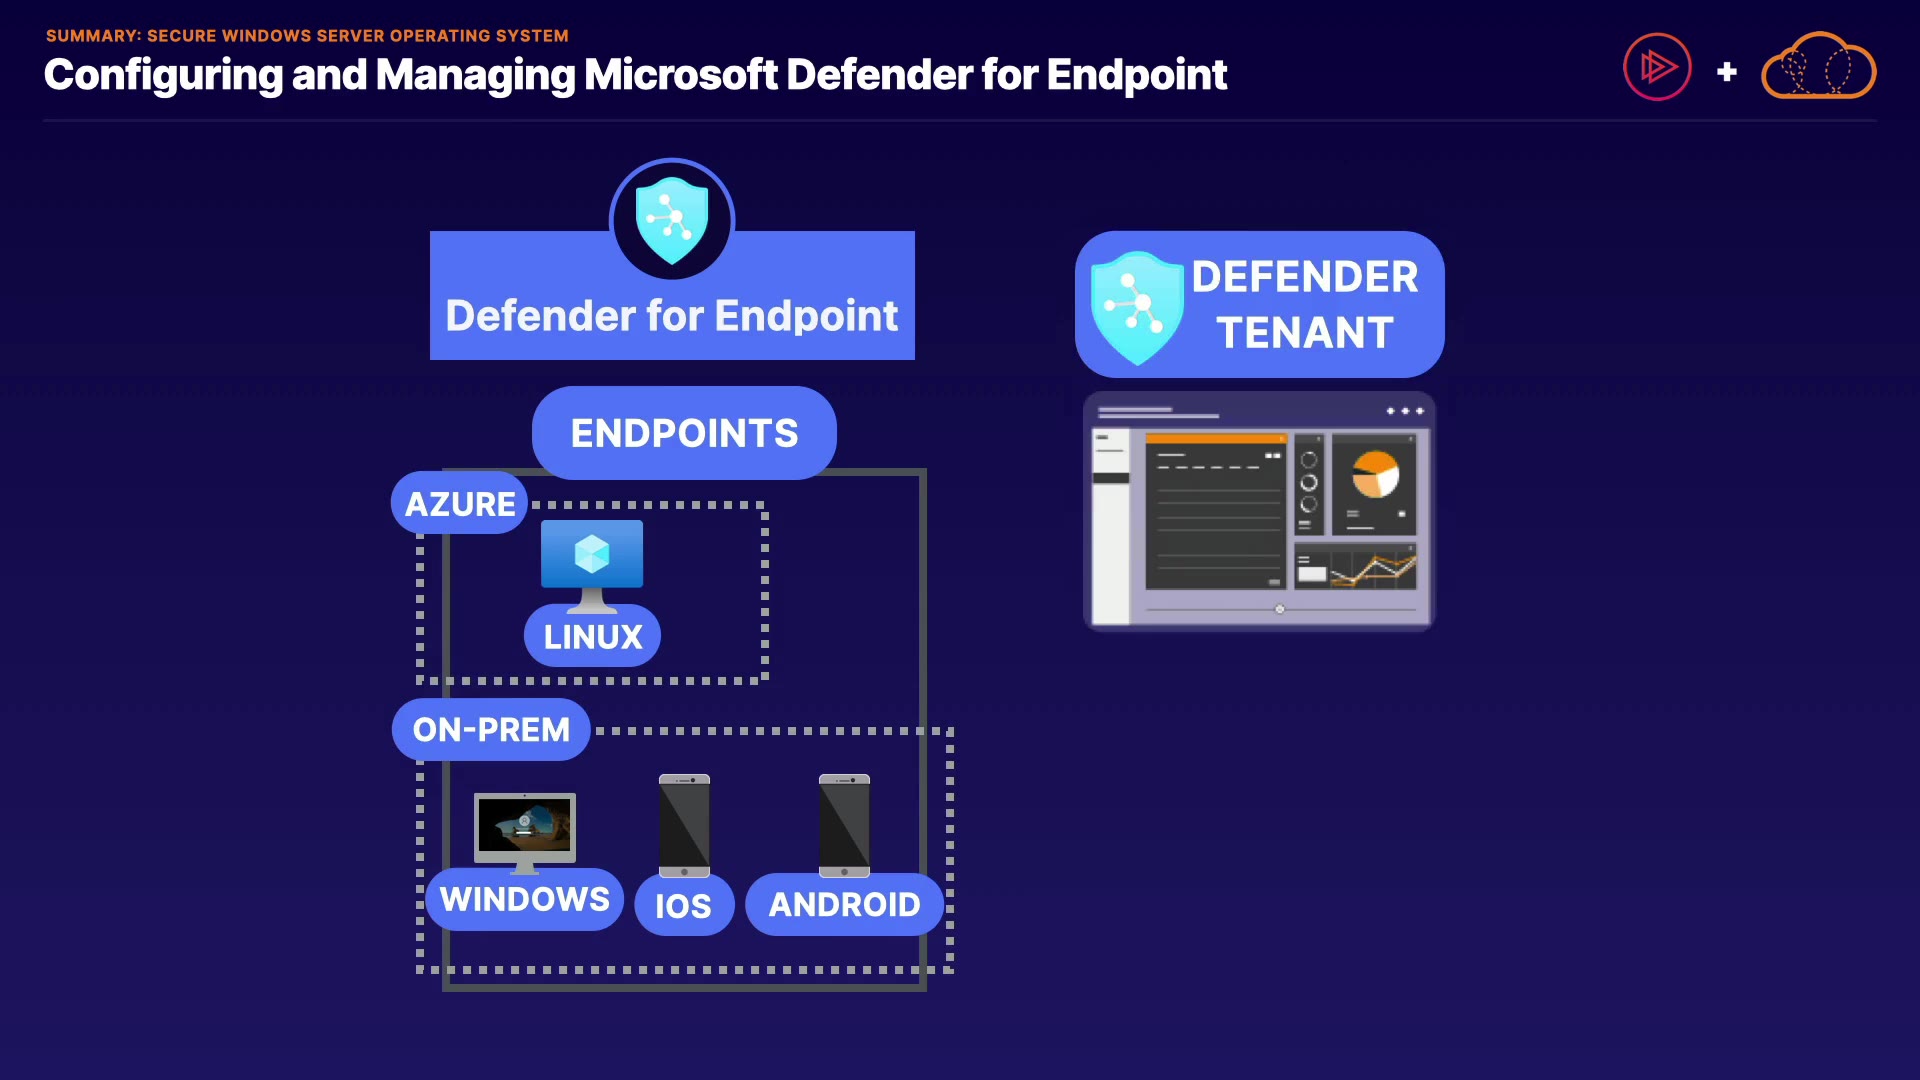 SUMMARY: SECURE WINDOWS SERVER OPERATING SYSTEM
Configuring and Managing Microsoft Defender for Endpoint
Defender for Endpoint
ENDPOINTS
AZURE
LINUX
ON-PREM
WINDOWS
IOS
ANDROID
DEFENDER
TENANT